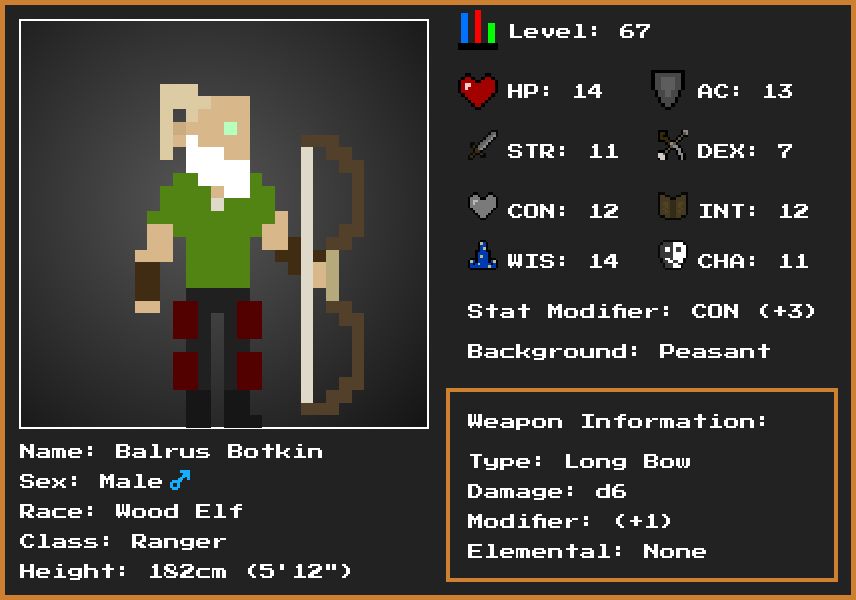 Level: 67
HP: 14
AC: 13
STR: 11
DEX: 7
CON: 12
INT: 12
WIS: 14
CHA: 11
Stat Modifier: CON (+3)
Background: Peasant
Weapon Information:
Type: Long Bow
Damage: d6
Modifier: (+1)
Elemental: None
Name: Balrus Botkin
Sex: Male♂
Race: Wood Elf
Class: Ranger
Height: 182cm (5'12")